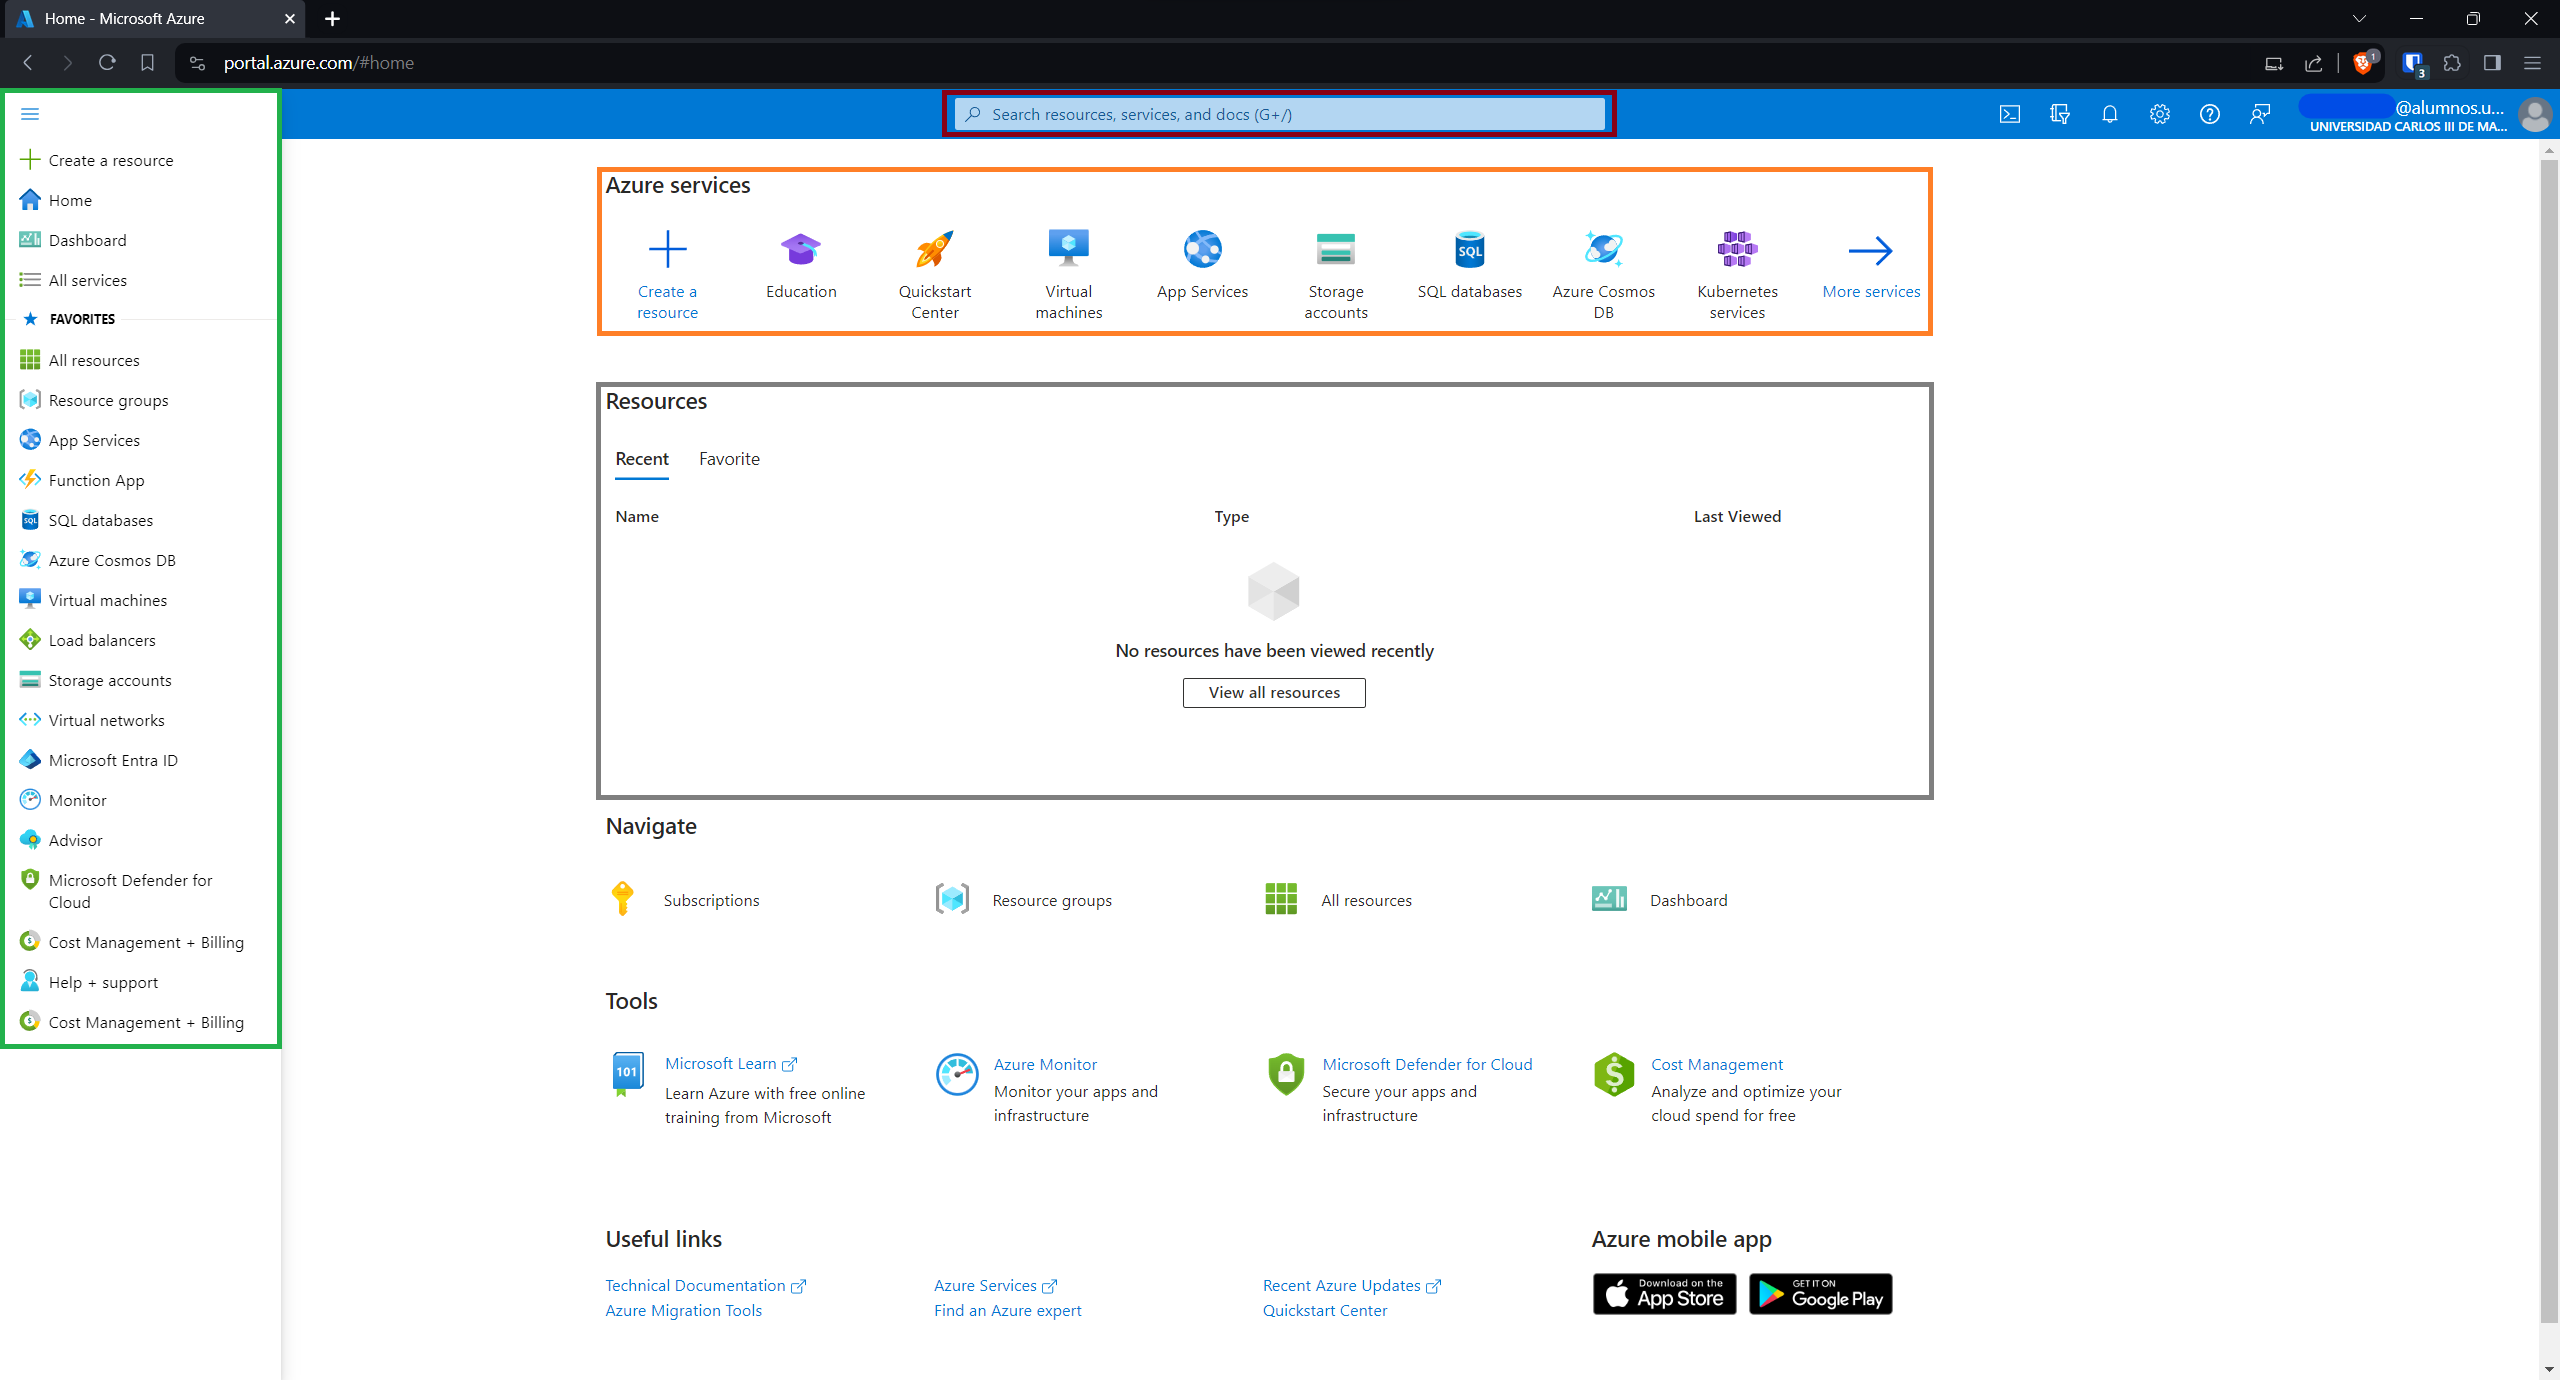 Home - Microsoft Azure
portal.azure.com/#home
1
3
Search resources, services, and docs (G+/)
@alumnos.u...
UNIVERSIDAD CARLOS III DE MA...
Create a resource
Home
Dashboard
All services
FAVORITES
All resources
Resource groups
App Services
Function App
SQL databases
Azure Cosmos DB
Virtual machines
Load balancers
Storage accounts
Virtual networks
Microsoft Entra ID
Monitor
Advisor
Microsoft Defender for
Cloud
Cost Management + Billing
Help + support
Cost Management + Billing
Azure services
Create a
resource
Education
Quickstart
Center
Virtual
machines
App Services
Storage
accounts
SQL
SQL databases
Azure Cosmos
DB
Kubernetes
services
More services
Resources
Recent Favorite
Name Type Last Viewed
No resources have been viewed recently
View all resources
Navigate
Subscriptions Resource groups All resources Dashboard
Tools
101
Microsoft Learn
Learn Azure with free online
training from Microsoft
Azure Monitor
Monitor your apps and
infrastructure
Microsoft Defender for Cloud
Secure your apps and
infrastructure
Cost Management
Analyze and optimize your
cloud spend for free
Useful links
Technical Documentation
Azure Migration Tools
Azure Services
Find an Azure expert
Recent Azure Updates
Quickstart Center
Azure mobile app
Download on the
App Store
GET IT ON
Google Play